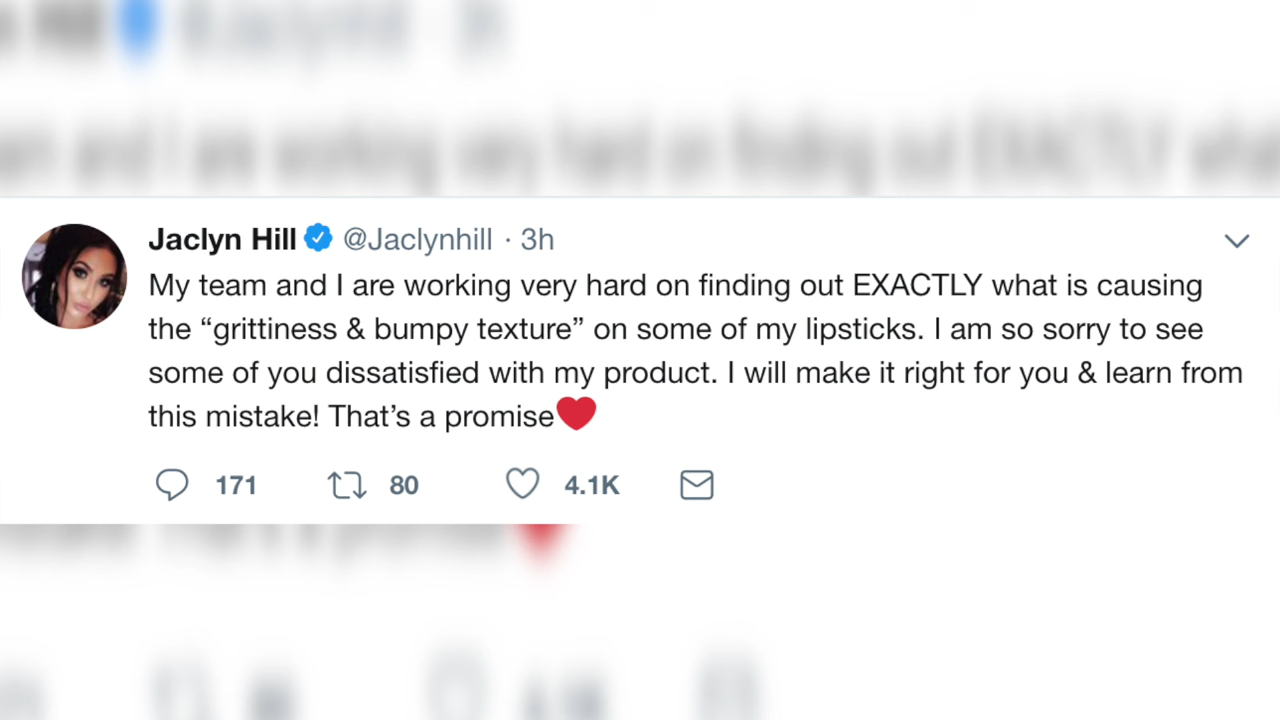 Jaclyn Hill @Jaclynhill · 3h
My team and I are working very hard on finding out EXACTLY what is causing
the “grittiness & bumpy texture” on some of my lipsticks. I am so sorry to see
some of you dissatisfied with my product. I will make it right for you & learn from
this mistake! That’s a promise❤️
171 80 4.1K